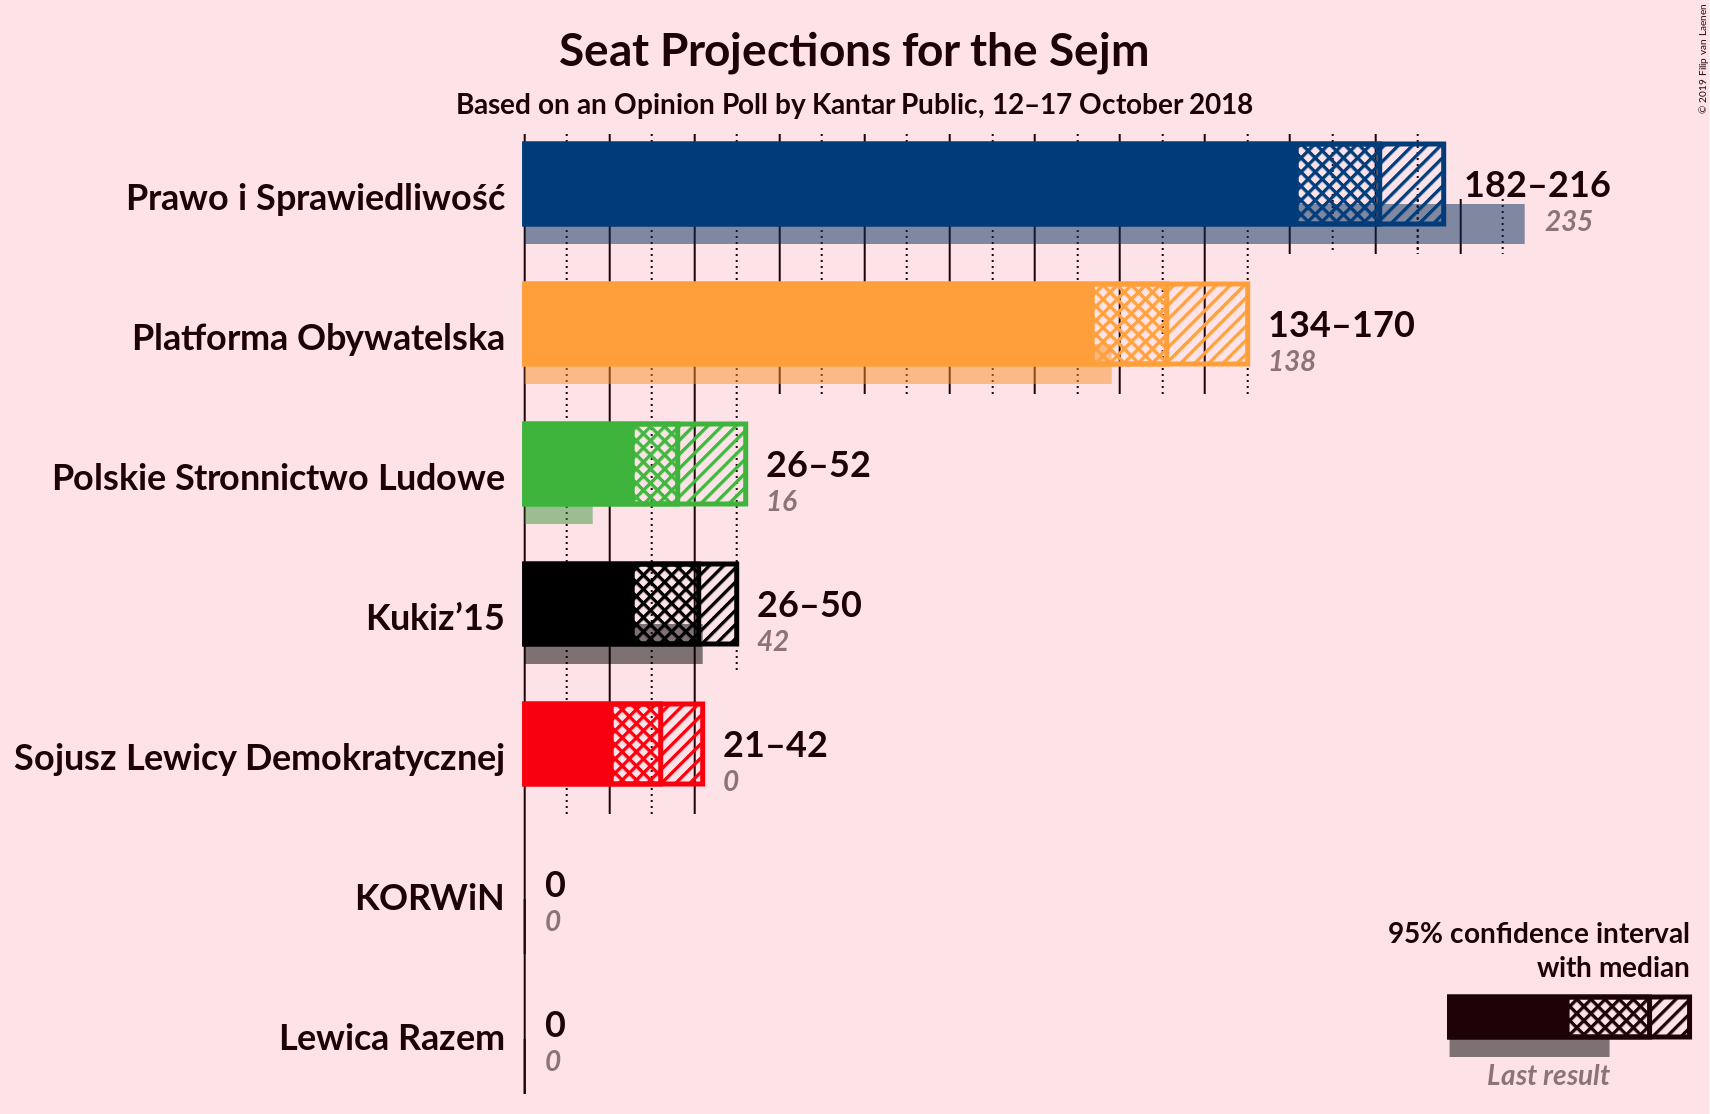 Seat Projections for the Sejm
Based on an Opinion Poll by Kantar Public, 12–17 October 2018
© 2019 Filip van Laenen
Prawo i Sprawiedliwość
182–216
235
Platforma Obywatelska
134–170
138
Polskie Stronnictwo Ludowe
26–52
16
Kukiz’15
26–50
42
Sojusz Lewicy Demokratycznej
21–42
0
KORWiN
0
0
Lewica Razem
0
0
95% confidence interval
with median
Last result